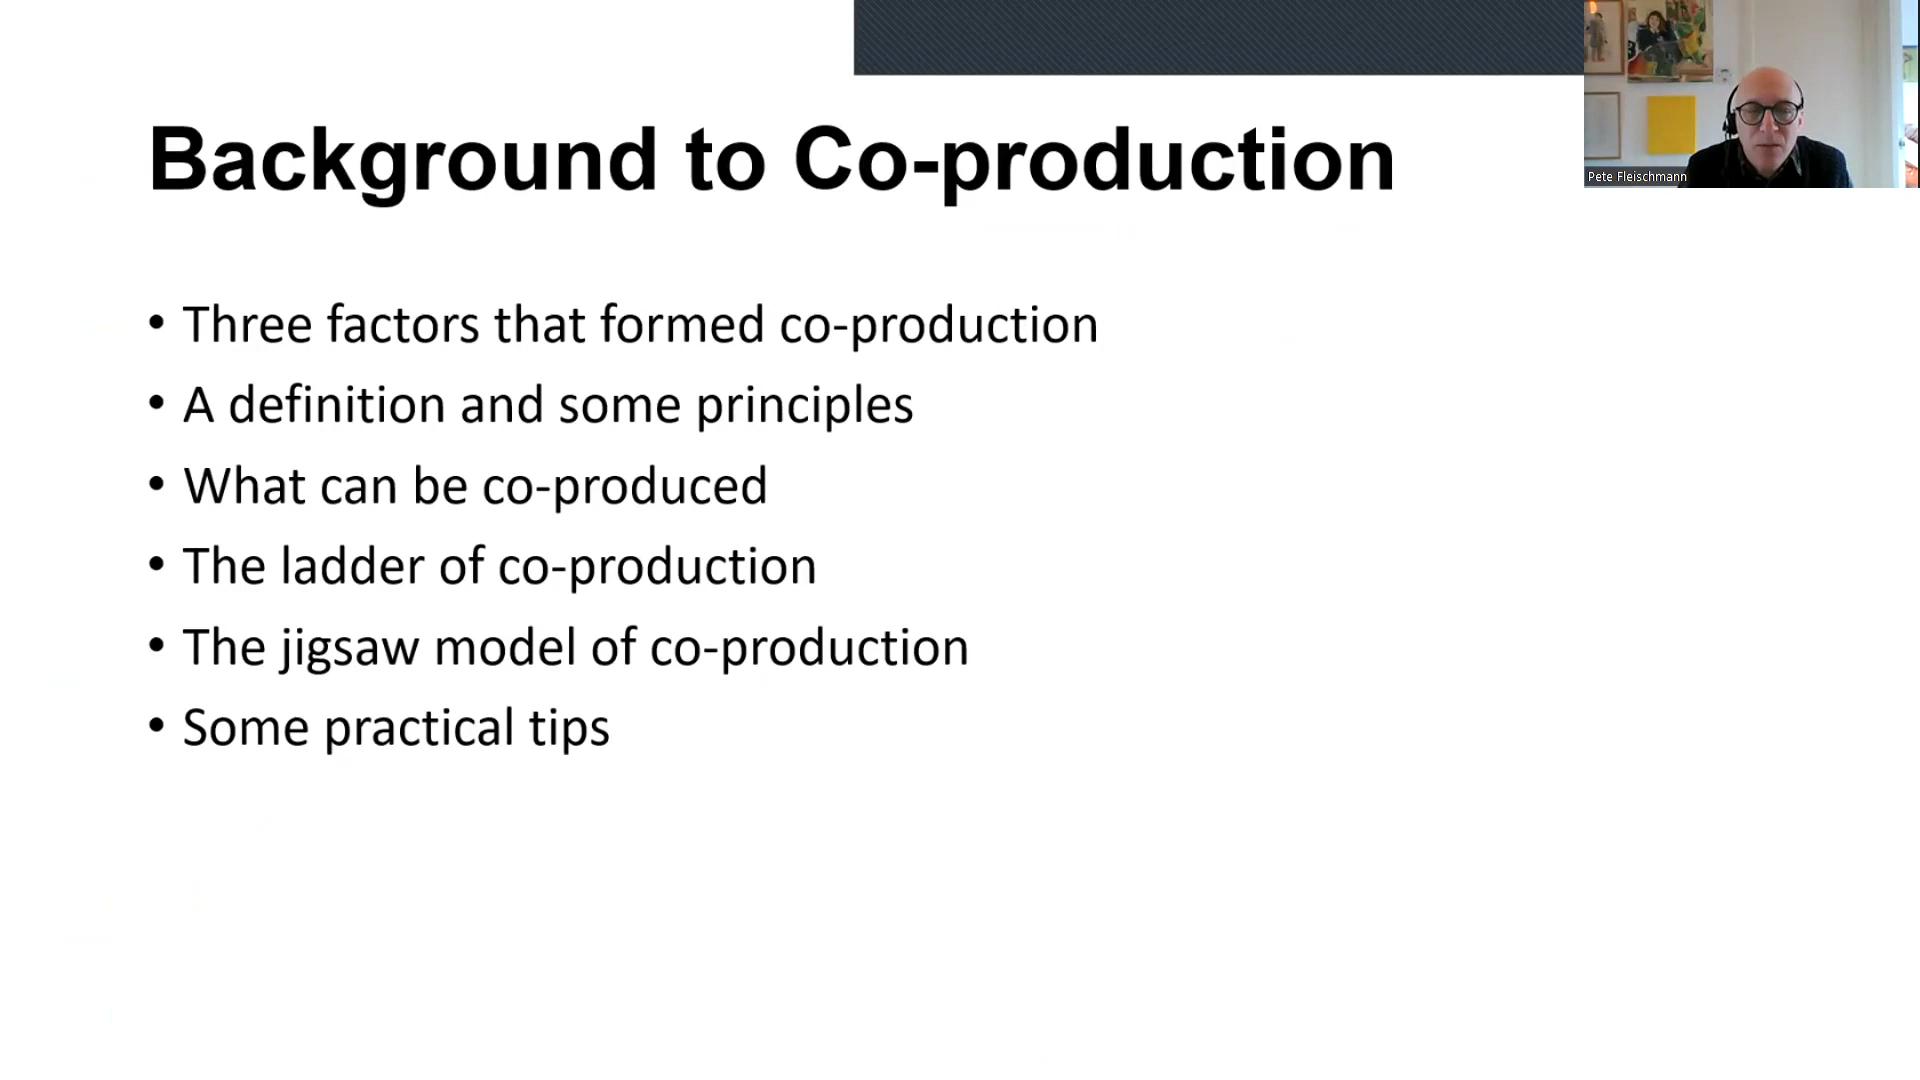 Background to Co-production
Pete Fleischmann
• Three factors that formed co-production
• A definition and some principles
• What can be co-produced
• The ladder of co-production
• The jigsaw model of co-production
• Some practical tips